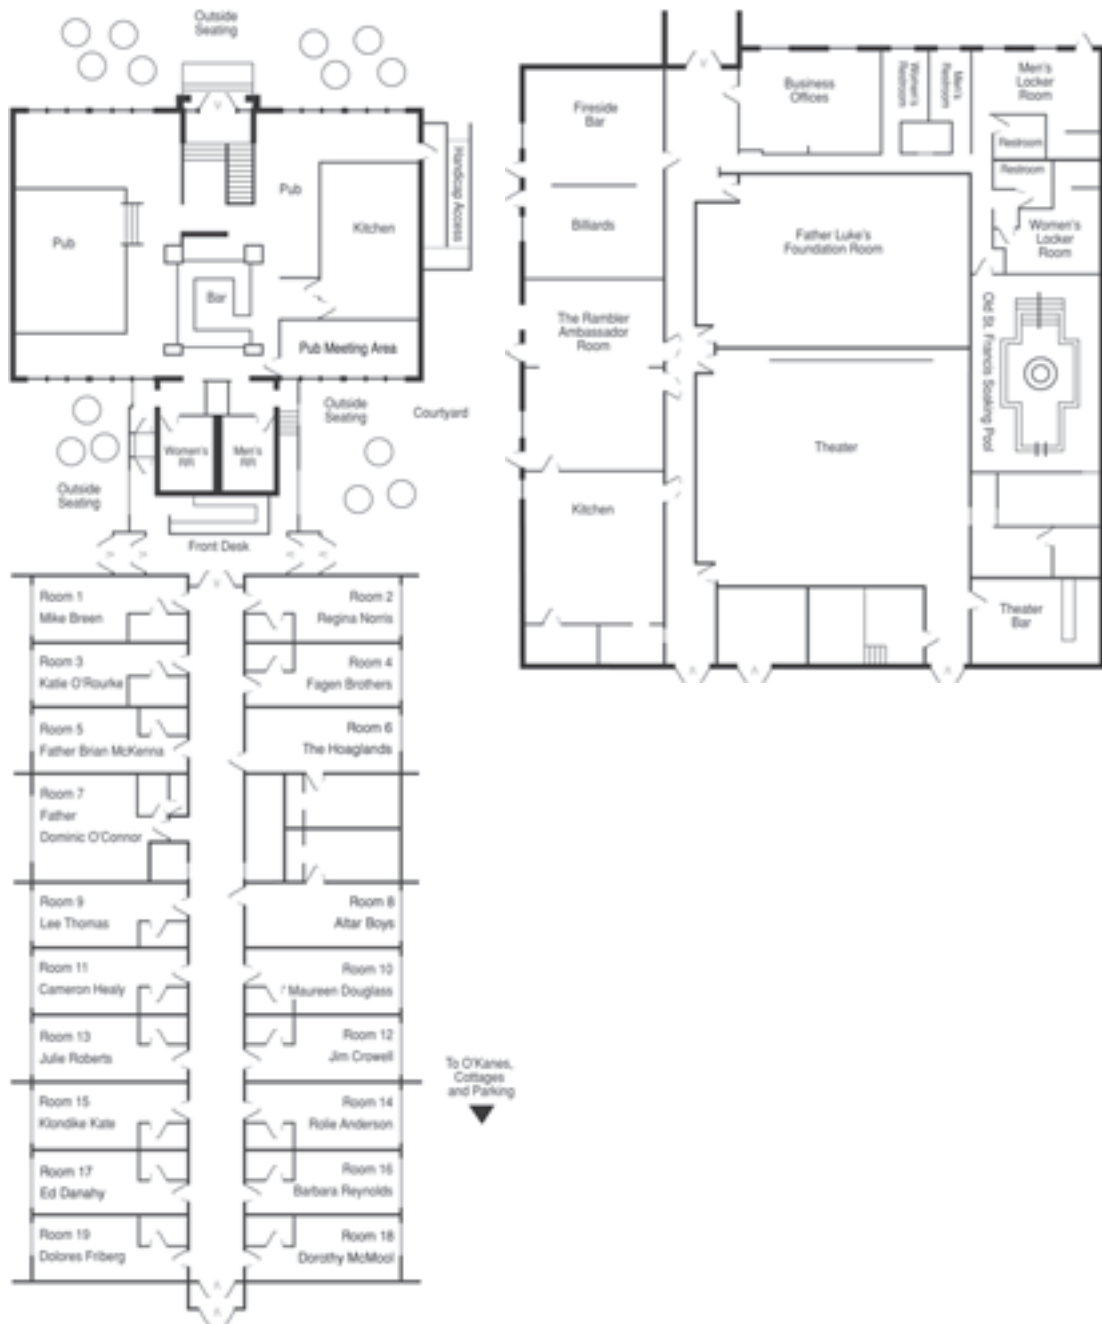 Outside
Seating
Pub
Pub
Kitchen
Handicap Access
Bar
Pub Meeting Area
Outside
Seating
Courtyard
Women's
RR
Men's
RR
Outside
Seating
Front Desk
Room 1
Mike Breen
Room 2
Regina Norris
Room 3
Katie O'Rourke
Room 4
Fagen Brothers
Room 5
Father Brian McKenna
Room 6
The Hoaglands
Room 7
Father
Dominic O'Connor
Room 9
Lee Thomas
Room 8
Altar Boys
Room 11
Cameron Healy
Room 10
Maureen Douglass
Room 13
Julie Roberts
Room 12
Jim Crowell
Room 15
Klondike Kate
Room 14
Rolie Anderson
Room 17
Ed Danahy
Room 16
Barbara Reynolds
Room 19
Dolores Friberg
Room 18
Dorothy McMool
To O'Kanes,
Cottages
and Parking
Fireside
Bar
Business
Offices
Women's
Restroom
Men's
Restroom
Men's
Locker
Room
Restroom
Restroom
Women's
Locker
Room
Billiards
Father Luke's
Foundation Room
The Rambler
Ambassador
Room
Old St. Francis Soaking Pool
Theater
Kitchen
Theater
Bar